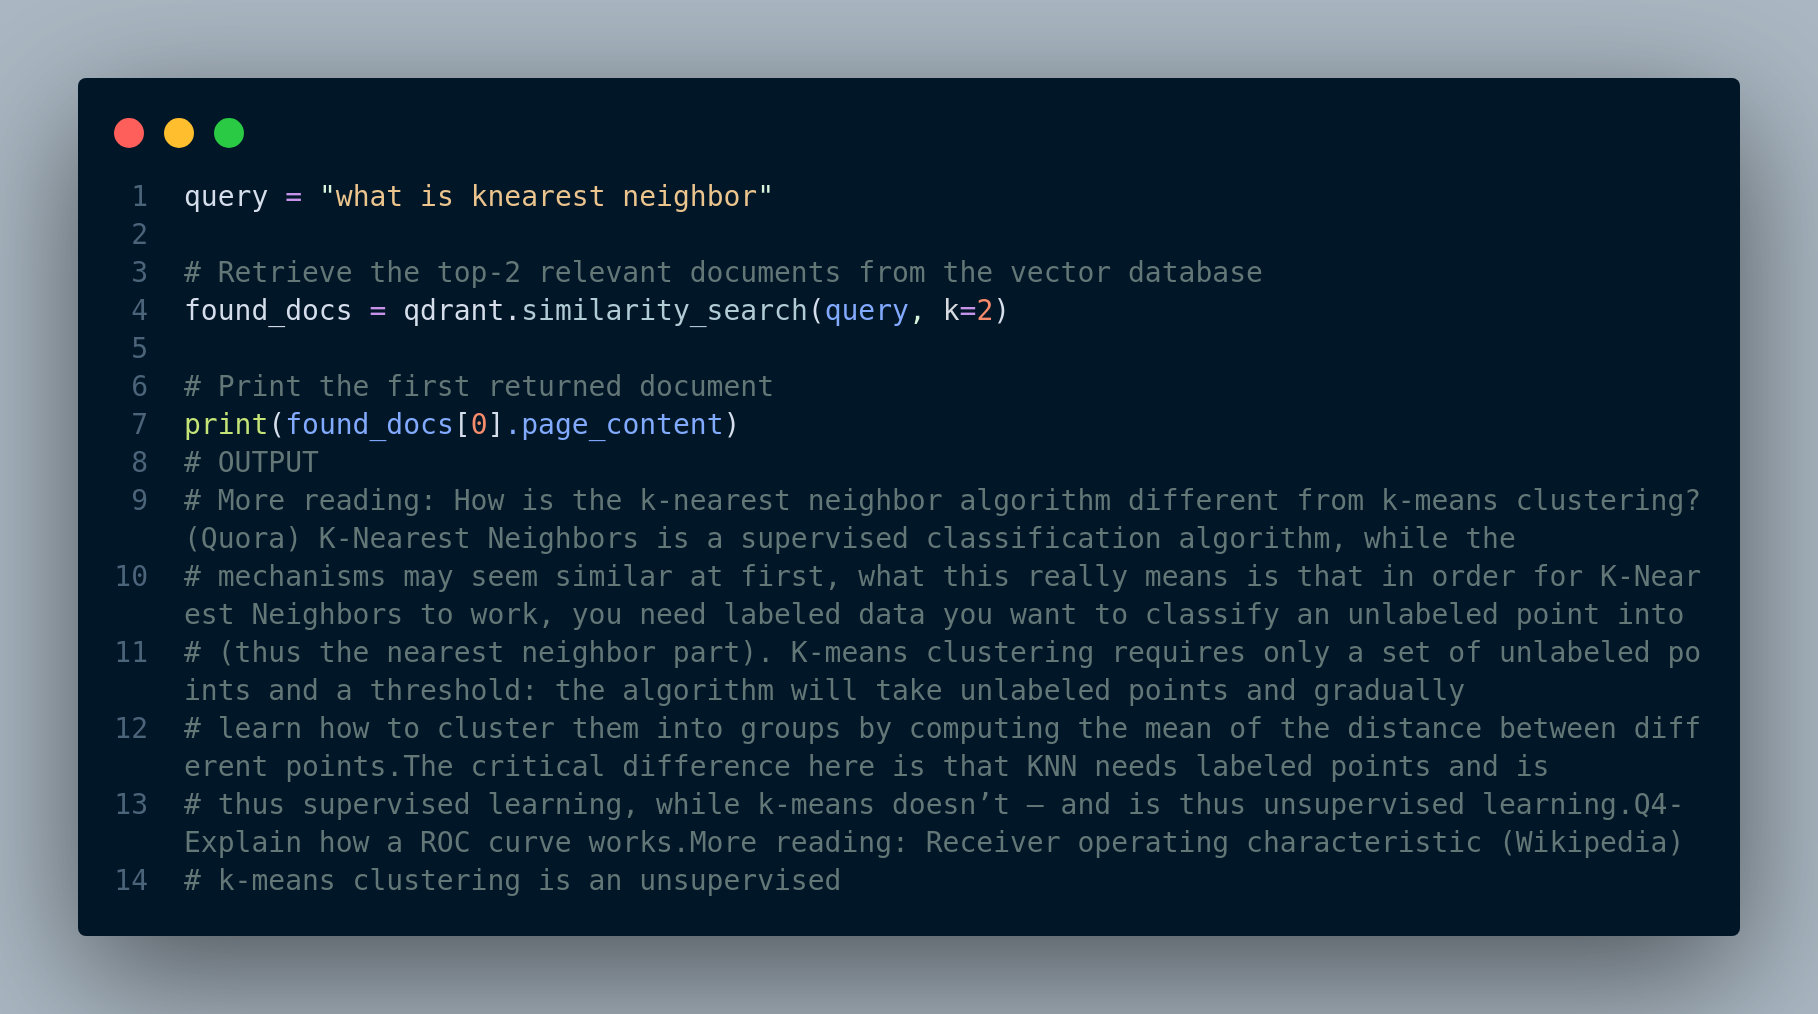 1 query = "what is knearest neighbor"
2
3 # Retrieve the top-2 relevant documents from the vector database
4 found_docs = qdrant.similarity_search(query, k=2)
5
6 # Print the first returned document
7 print(found_docs[0].page_content)
8 # OUTPUT
9 # More reading: How is the k-nearest neighbor algorithm different from k-means clustering?
(Quora) K-Nearest Neighbors is a supervised classification algorithm, while the
10 # mechanisms may seem similar at first, what this really means is that in order for K-Near
est Neighbors to work, you need labeled data you want to classify an unlabeled point into
11 # (thus the nearest neighbor part). K-means clustering requires only a set of unlabeled po
ints and a threshold: the algorithm will take unlabeled points and gradually
12 # learn how to cluster them into groups by computing the mean of the distance between diff
erent points.The critical difference here is that KNN needs labeled points and is
13 # thus supervised learning, while k-means doesn’t — and is thus unsupervised learning.Q4-
Explain how a ROC curve works.More reading: Receiver operating characteristic (Wikipedia)
14 # k-means clustering is an unsupervised